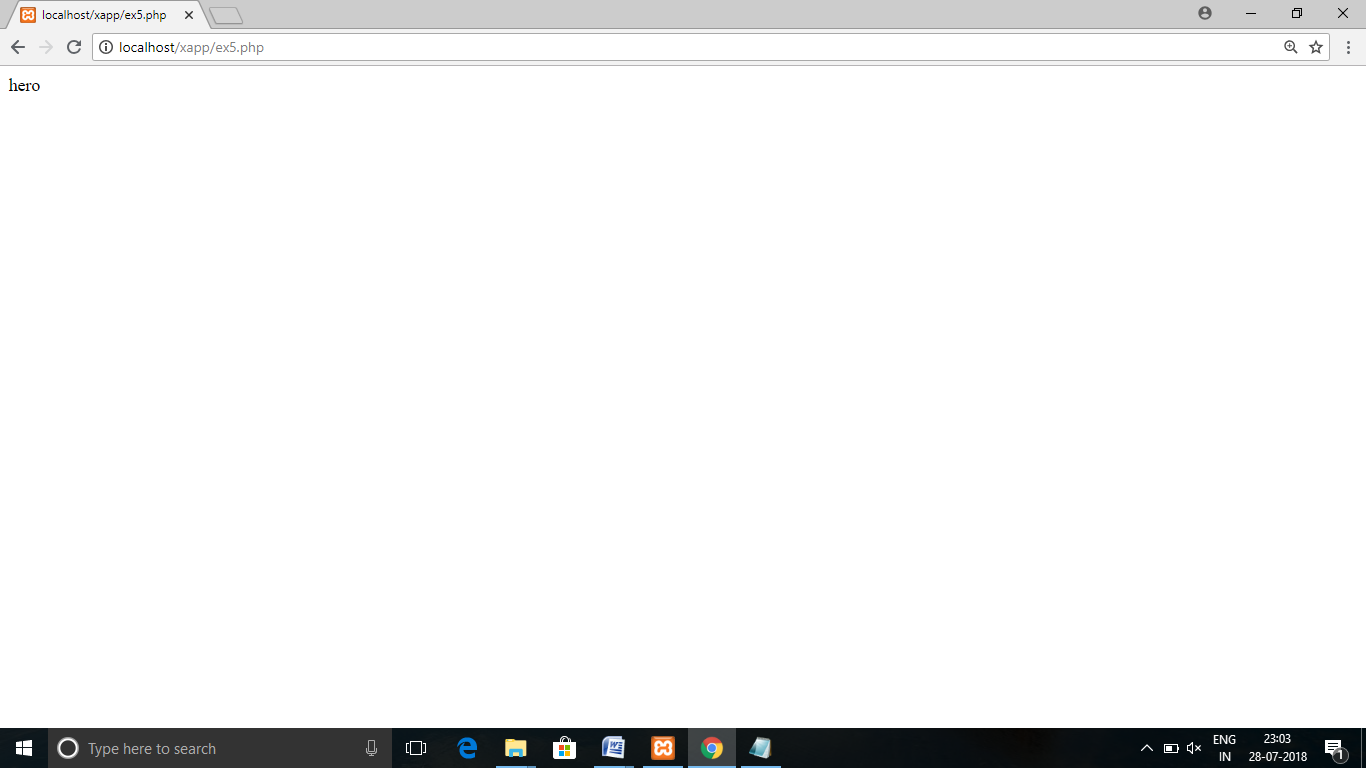 localhost/xapp/ex5.php
localhost/xapp/ex5.php
hero
Type here to search
ENG
IN
23:03
28-07-2018
1